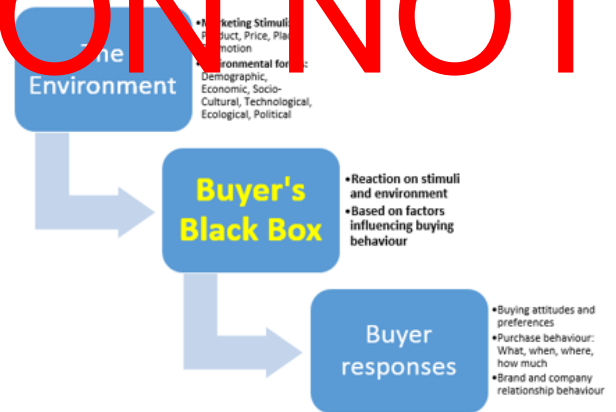 ON NOT
The
Environment
•Marketing Stimuli:
Product, Price, Place,
Promotion
•Environmental forces:
Demographic,
Economic, Socio-
Cultural, Technological,
Ecological, Political
Buyer's
Black Box
•Reaction on stimuli
and environment
•Based on factors
influencing buying
behaviour
Buyer
responses
•Buying attitudes and
preferences
•Purchase behaviour:
What, when, where,
how much
•Brand and company
relationship behaviour